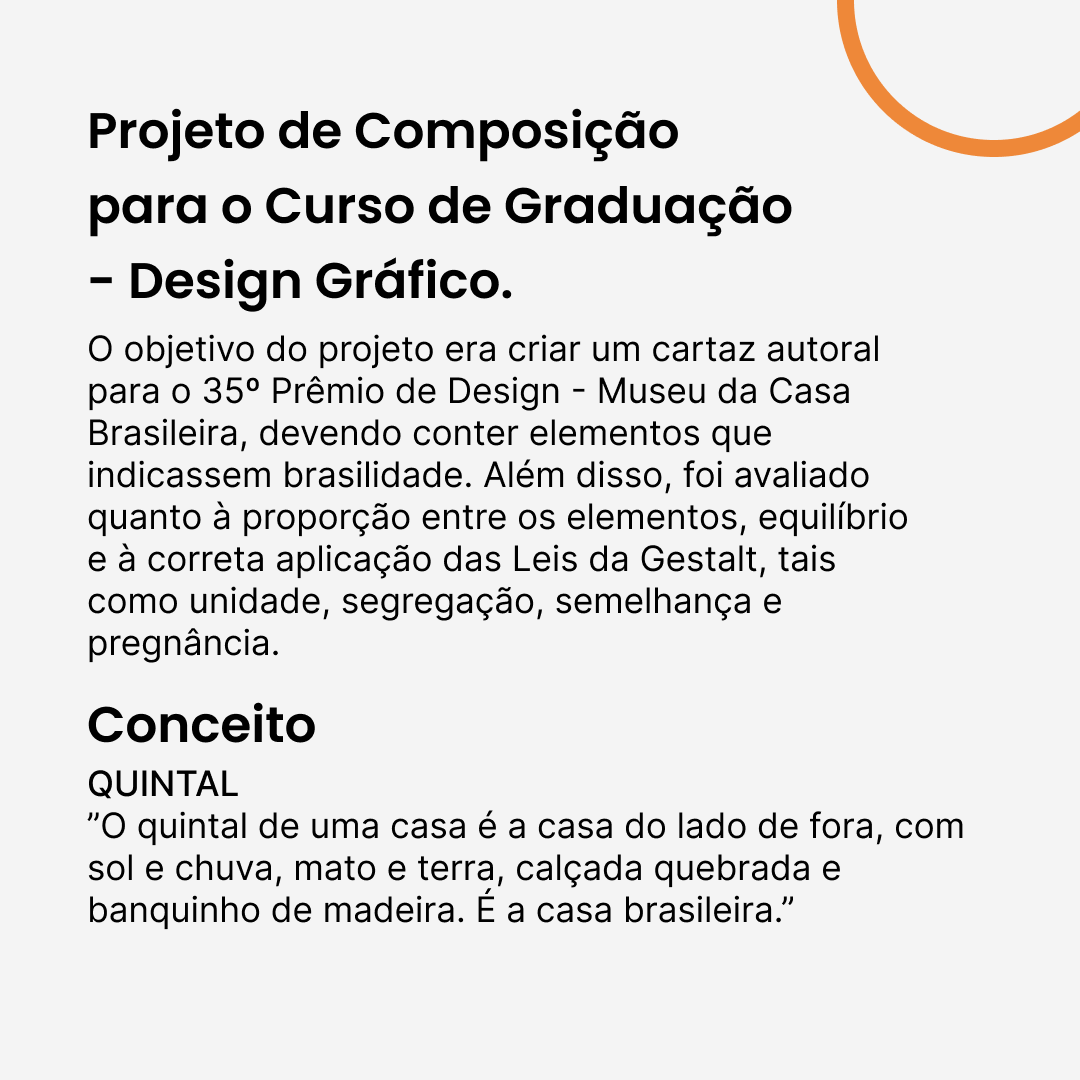 Projeto de Composição
para o Curso de Graduação
- Design Gráfico.
O objetivo do projeto era criar um cartaz autoral
para o 35º Prêmio de Design - Museu da Casa
Brasileira, devendo conter elementos que
indicassem brasilidade. Além disso, foi avaliado
quanto à proporção entre os elementos, equilíbrio
e à correta aplicação das Leis da Gestalt, tais
como unidade, segregação, semelhança e
pregnância.
Conceito
QUINTAL
”O quintal de uma casa é a casa do lado de fora, com
sol e chuva, mato e terra, calçada quebrada e
banquinho de madeira. É a casa brasileira.”